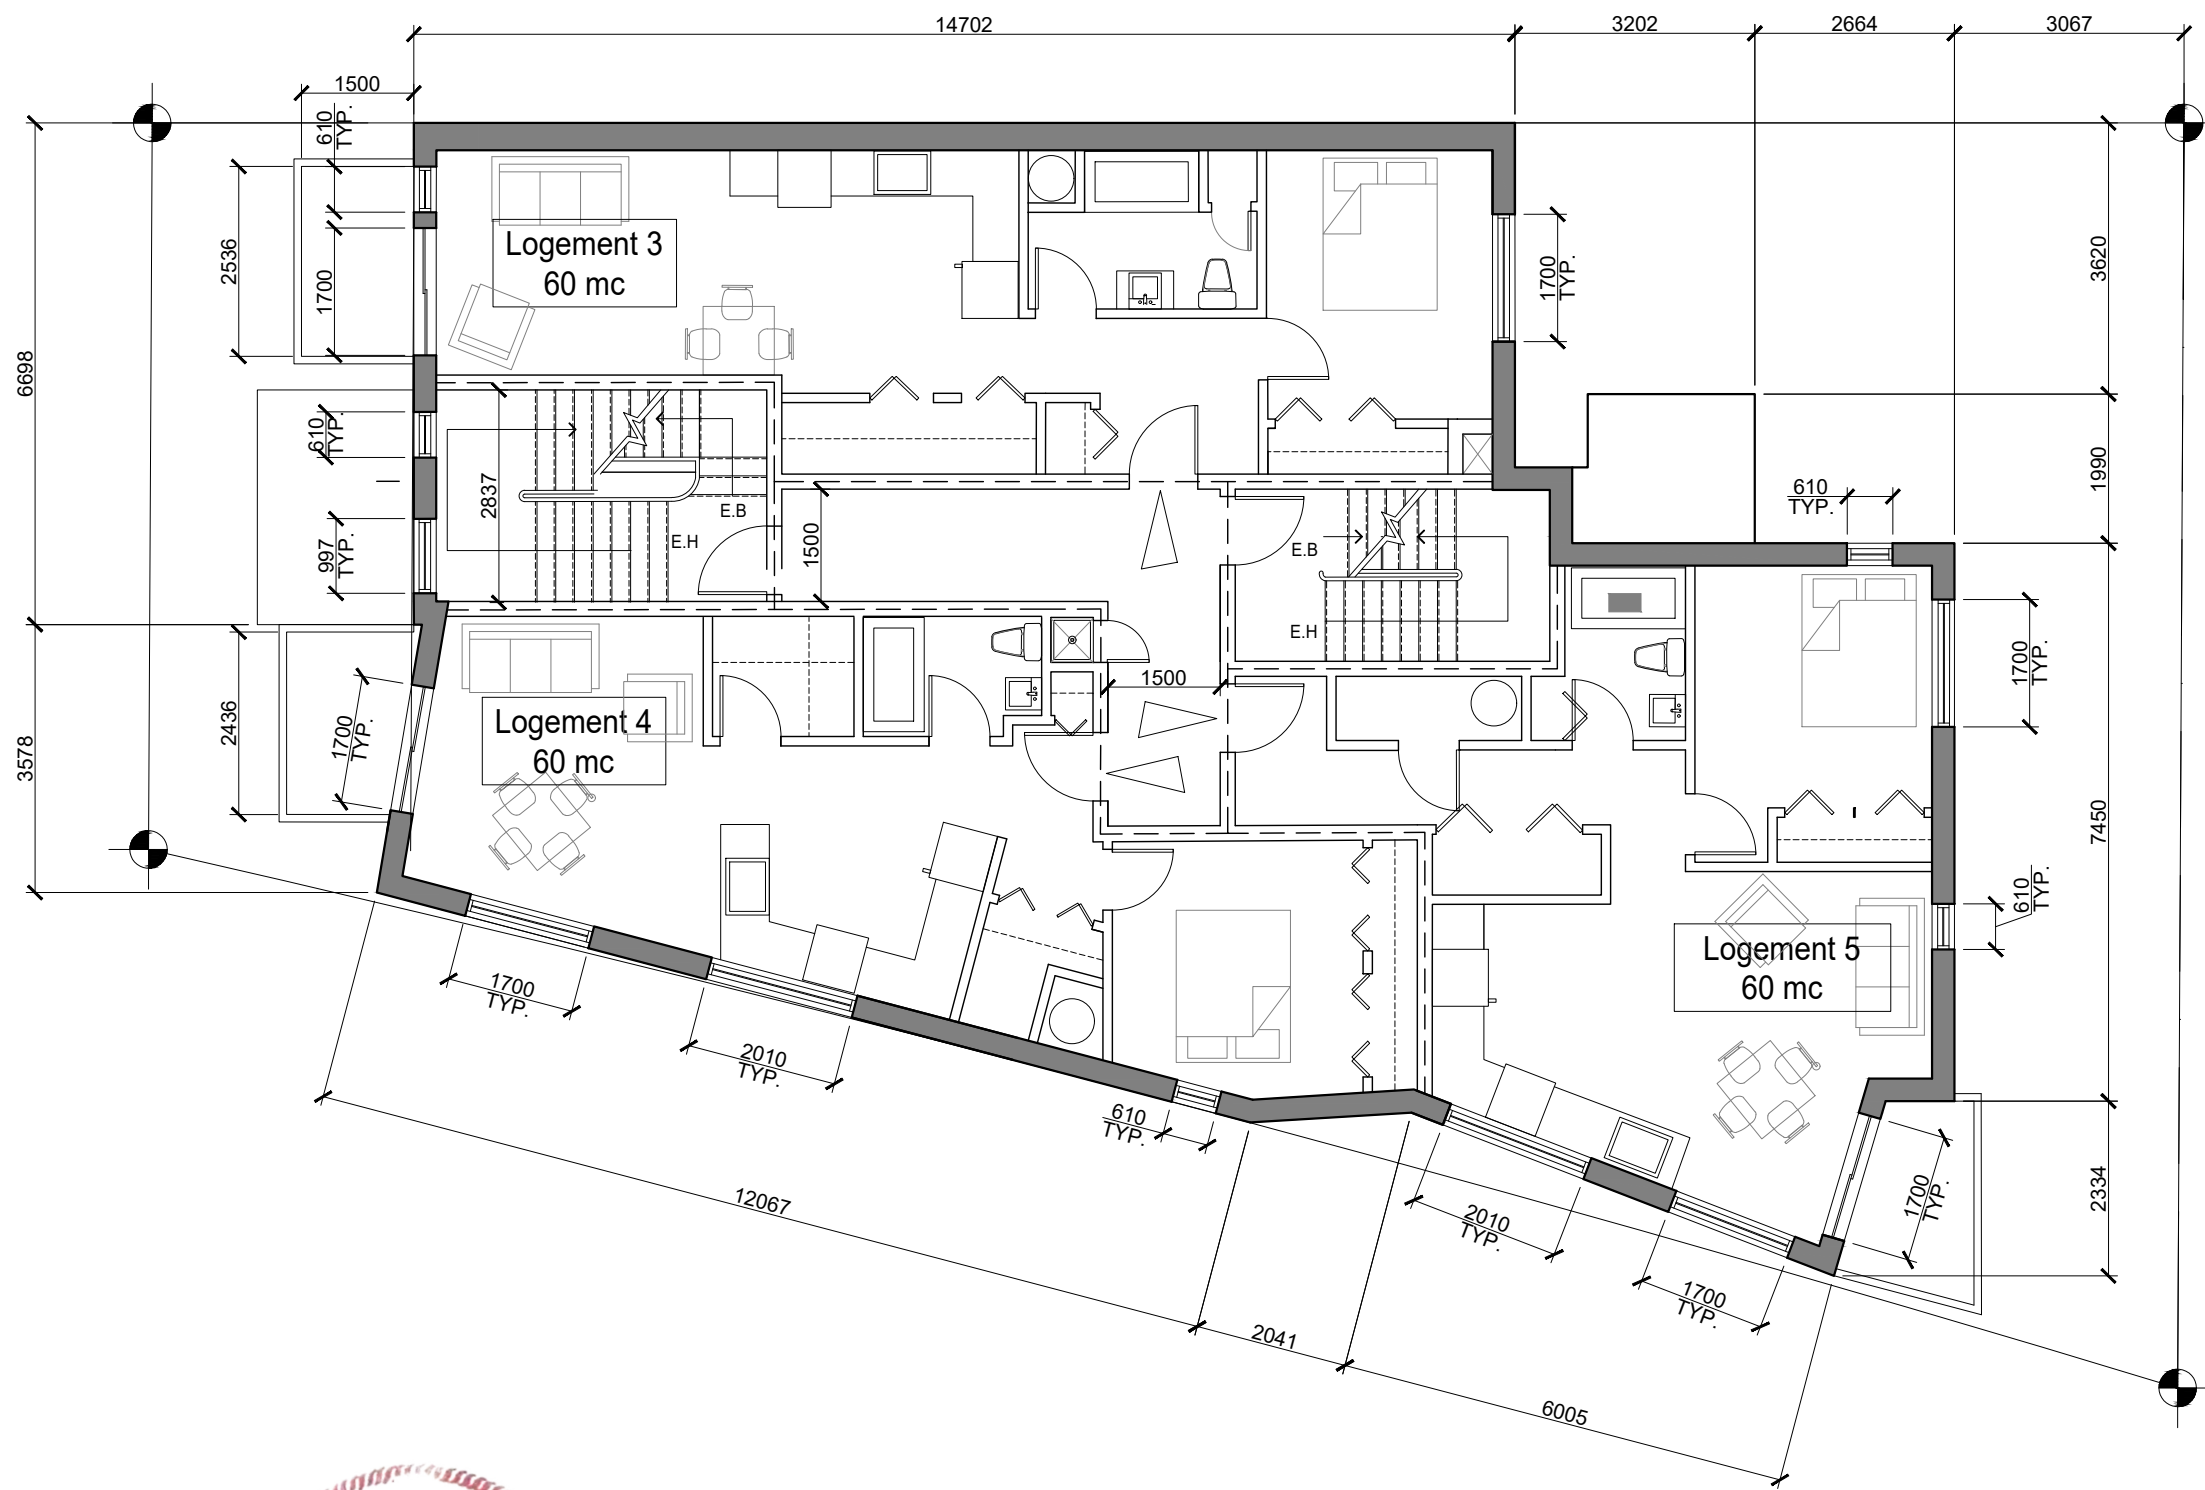 14702
3202
2664
3067
1500
610
TYP.
2536
1700
6698
610
TYP.
997
TYP.
2837
1500
E.B
E.H
Logement 3
60 mc
1700
TYP.
3620
1990
610
TYP.
E.B
E.H
1500
2436
3578
1700
TYP.
Logement 4
60 mc
1700
TYP.
7450
610
TYP.
Logement 5
60 mc
1700
TYP.
2010
TYP.
610
TYP.
12067
2041
6005
2010
TYP.
1700
TYP.
1700
TYP.
2334